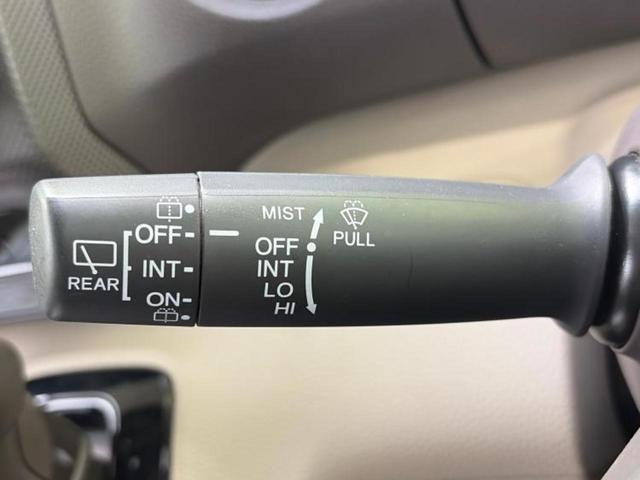 REAR
OFF
INT
ON
MIST
OFF
INT
LO
HI
PULL